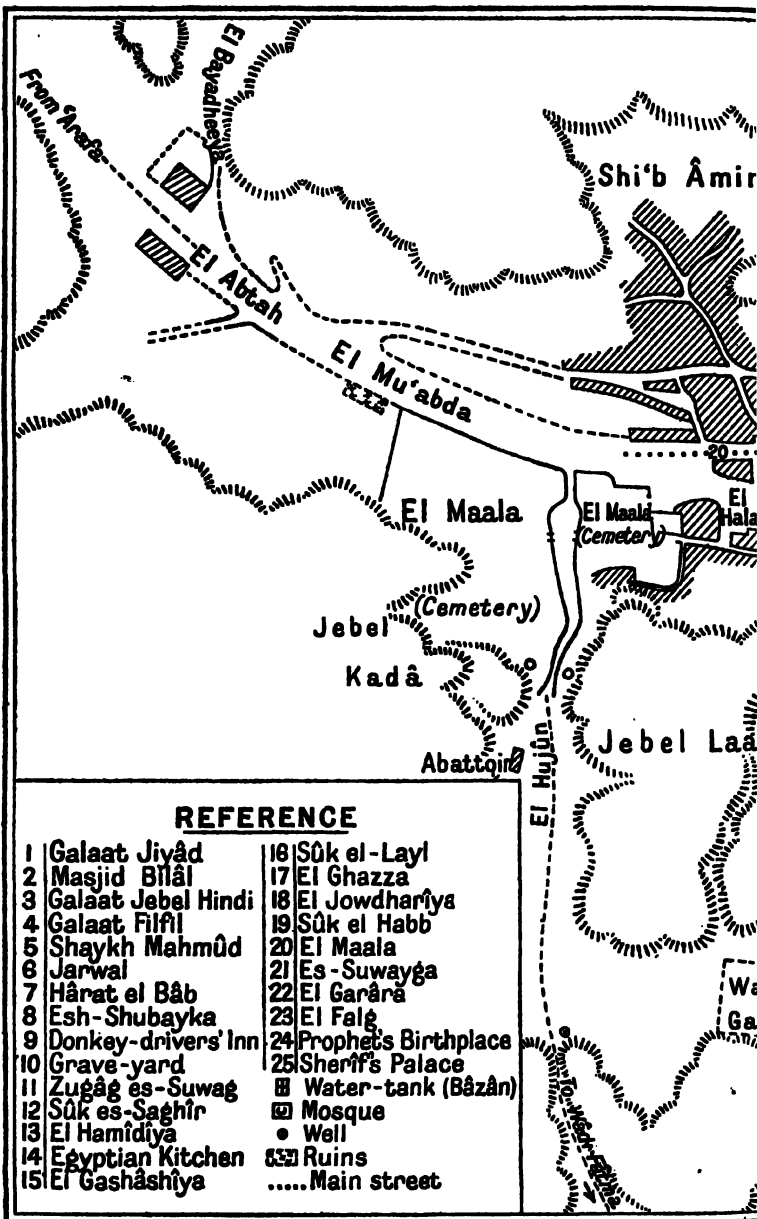 El Bayadheeya
From 'Arafa
Shi'b Âmir
El Abtah
El Mu'abda
20
El Maala
El Maala
(Cemetery)
El
Hala
(Cemetery)
Jebel
Kadâ
Jebel Laa
Abattoir
El Hujûn
Wa
Ga
To Wâdi Fâtma
REFERENCE
1 Galaat Jiyâd
2 Masjid Bilâl
3 Galaat Jebel Hindi
4 Galaat Filfil
5 Shaykh Mahmûd
6 Jarwal
7 Hârat el Bâb
8 Esh-Shubayka
9 Donkey-drivers' Inn
10 Grave-yard
11 Zugâg es-Suwag
12 Sûk es-Saghîr
13 El Hamîdîya
14 Egyptian Kitchen
15 El Gashâshîya
16 Sûk el-Layl
17 El Ghazza
18 El Jowdharîya
19 Sûk el Habb
20 El Maala
21 Es-Suwayga
22 El Garâra
23 El Falg
24 Prophet's Birthplace
25 Sherîf's Palace
Water-tank (Bâzân)
Mosque
Well
Ruins
Main street